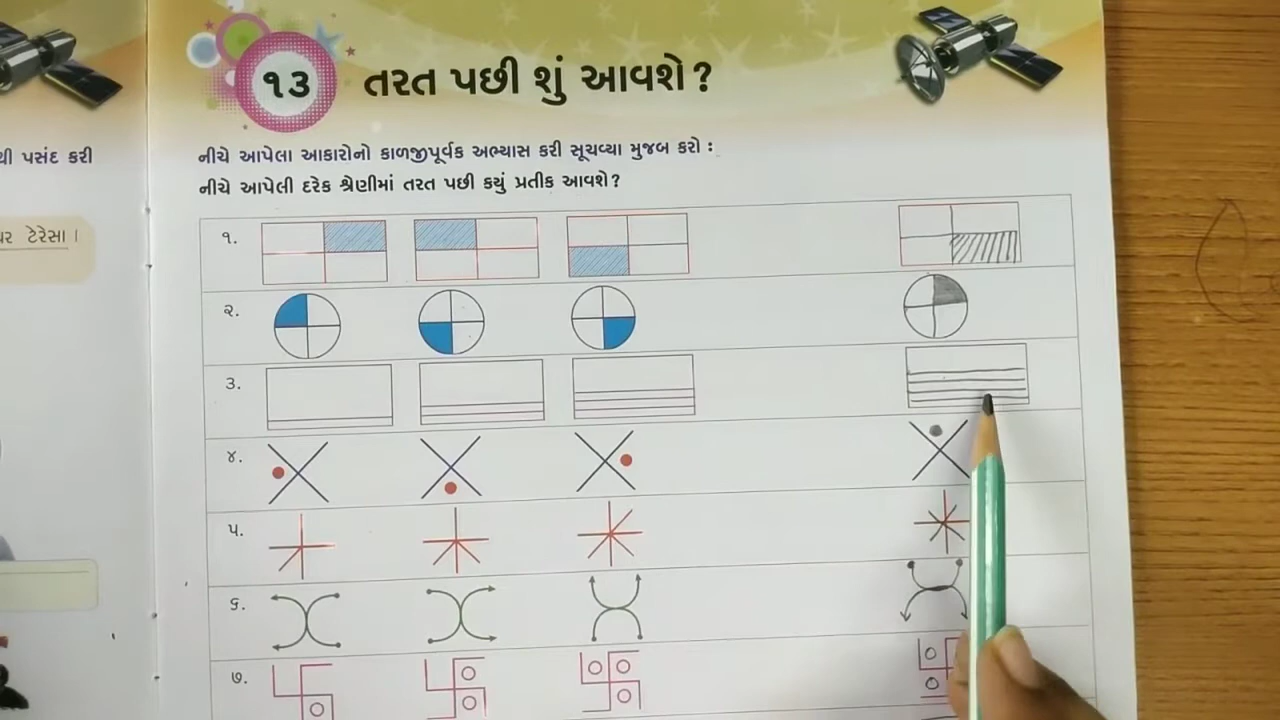 ૧૩ તરત પછી શું આવશે ?
થી પસંદ કરી
નીચે આપેલા આકારોનો કાળજીપૂર્વક અભ્યાસ કરી સૂચવ્યા મુજબ કરો :
નીચે આપેલી દરેક શ્રેણીમાં તરત પછી કયું પ્રતીક આવશે ?
ટેરેસા ।
૧.
૨.
૩.
૪.
૫.
૬.
૭.